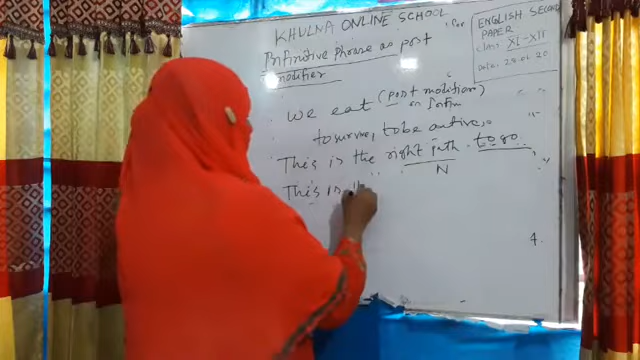 KHULNA ONLINE SCHOOL
For
ENGLISH SECOND
PAPER
Class XI-XII
Infinitive phrase as post
modifier
We eat (post modifier)
to survive, to be active,
This is the right path to go.
N
This is
4.